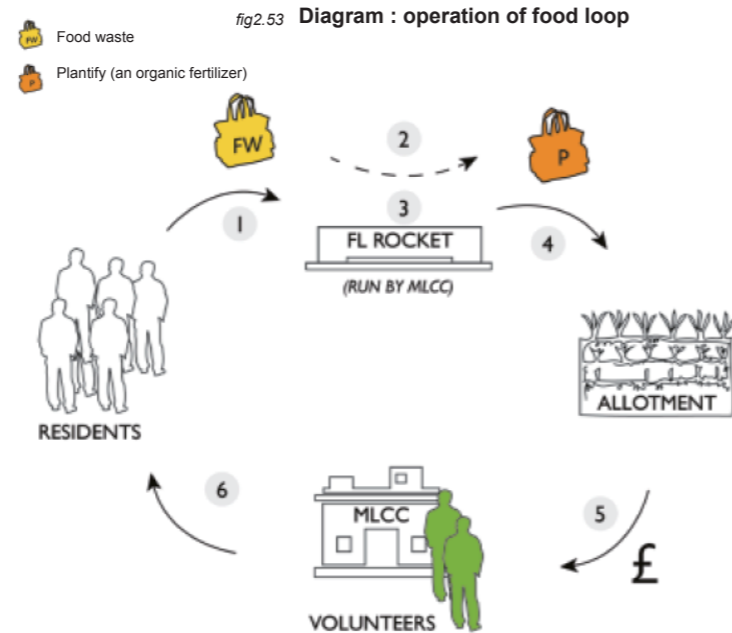 fig2.53 Diagram : operation of food loop
FW Food waste
P Plantify (an organic fertilizer)
FW
2
P
1
3
FL ROCKET
4
(RUN BY MLCC)
ALLOTMENT
RESIDENTS
6
MLCC
5
£
VOLUNTEERS